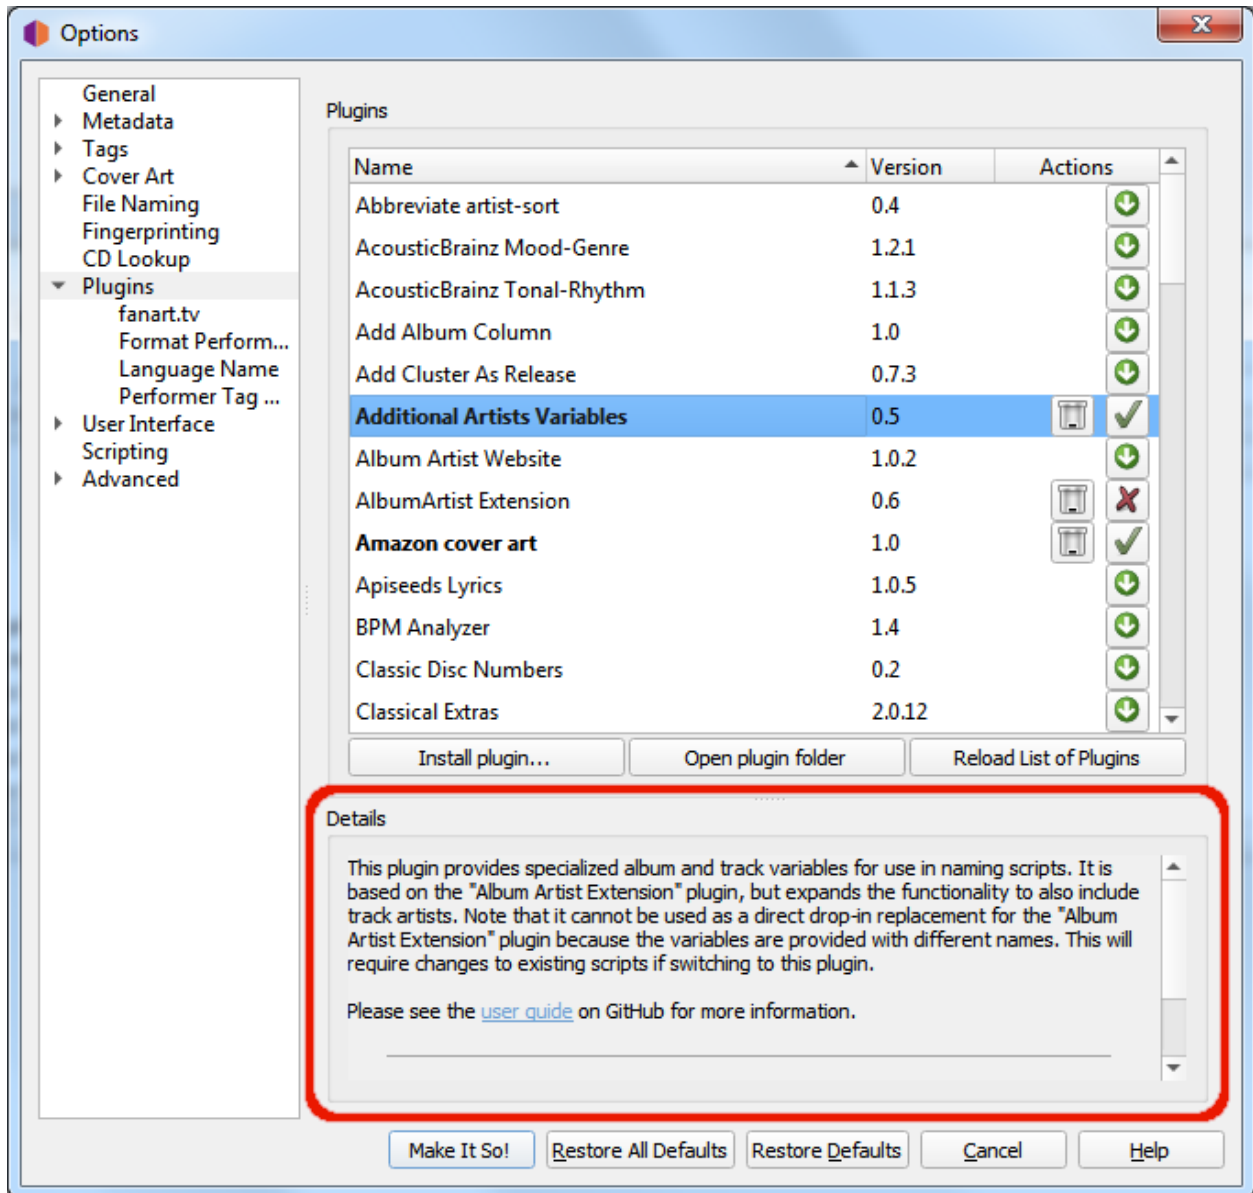 Options
General
Metadata
Tags
Cover Art
File Naming
Fingerprinting
CD Lookup
Plugins
fanart.tv
Format Perform...
Language Name
Performer Tag ...
User Interface
Scripting
Advanced
Plugins
Name Version Actions
Abbreviate artist-sort 0.4
AcousticBrainz Mood-Genre 1.2.1
AcousticBrainz Tonal-Rhythm 1.1.3
Add Album Column 1.0
Add Cluster As Release 0.7.3
Additional Artists Variables 0.5
Album Artist Website 1.0.2
AlbumArtist Extension 0.6
Amazon cover art 1.0
Apiseeds Lyrics 1.0.5
BPM Analyzer 1.4
Classic Disc Numbers 0.2
Classical Extras 2.0.12
Install plugin... Open plugin folder Reload List of Plugins
Details
This plugin provides specialized album and track variables for use in naming scripts. It is
based on the "Album Artist Extension" plugin, but expands the functionality to also include
track artists. Note that it cannot be used as a direct drop-in replacement for the "Album
Artist Extension" plugin because the variables are provided with different names. This will
require changes to existing scripts if switching to this plugin.
Please see the user guide on GitHub for more information.
Make It So! Restore All Defaults Restore Defaults Cancel Help